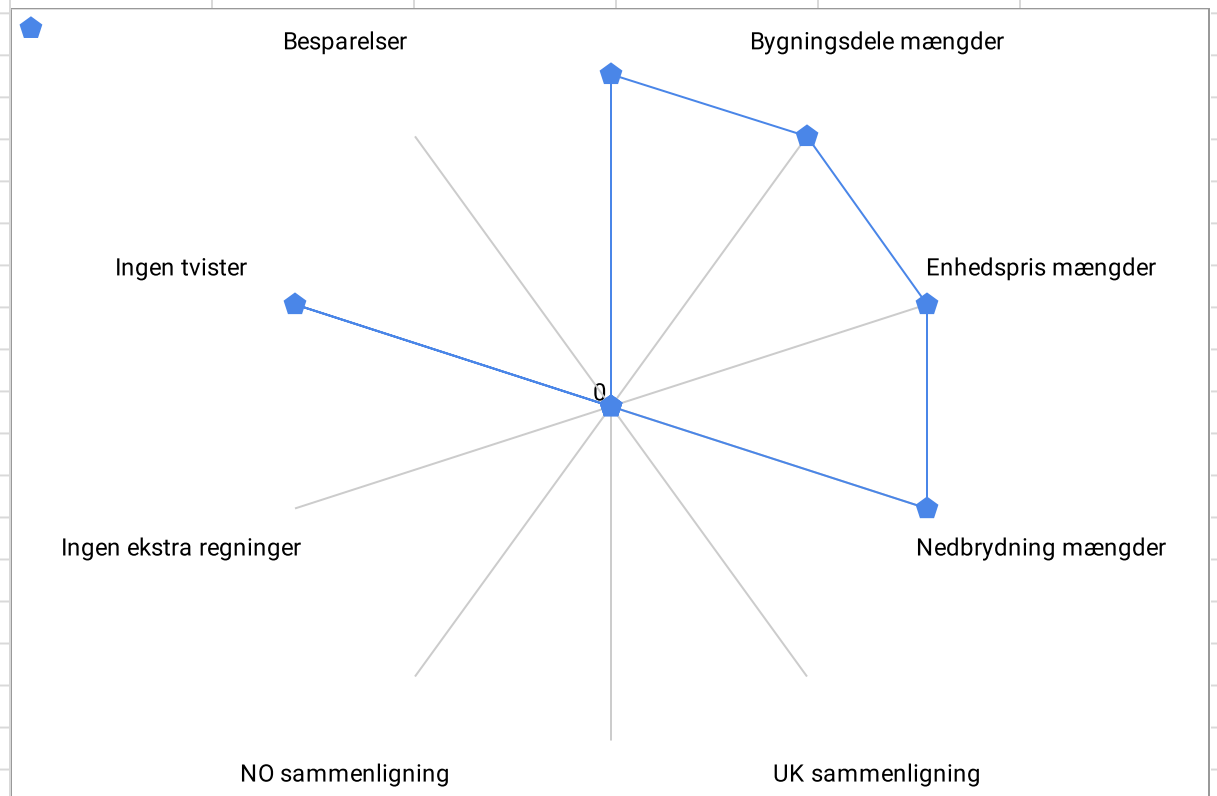 Besparelser
Bygningsdele mængder
Ingen tvister
Enhedspris mængder
0
Ingen ekstra regninger
Nedbrydning mængder
NO sammenligning
UK sammenligning